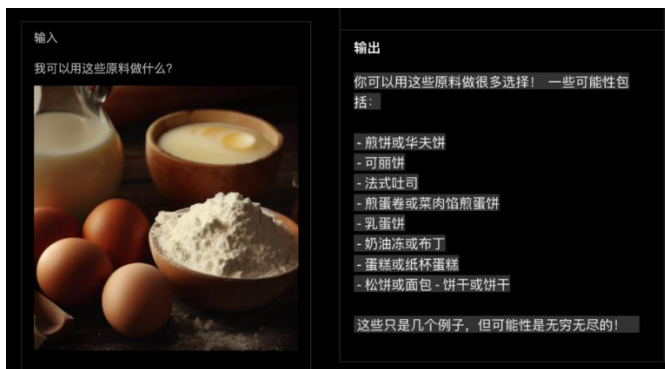 输入
我可以用这些原料做什么?
输出
你可以用这些原料做很多选择! 一些可能性包
括:
- 煎饼或华夫饼
- 可丽饼
- 法式吐司
- 煎蛋卷或菜肉馅煎蛋饼
- 乳蛋饼
- 奶油冻或布丁
- 蛋糕或纸杯蛋糕
- 松饼或面包 - 饼干或饼干
这些只是几个例子，但可能性是无穷无尽的!